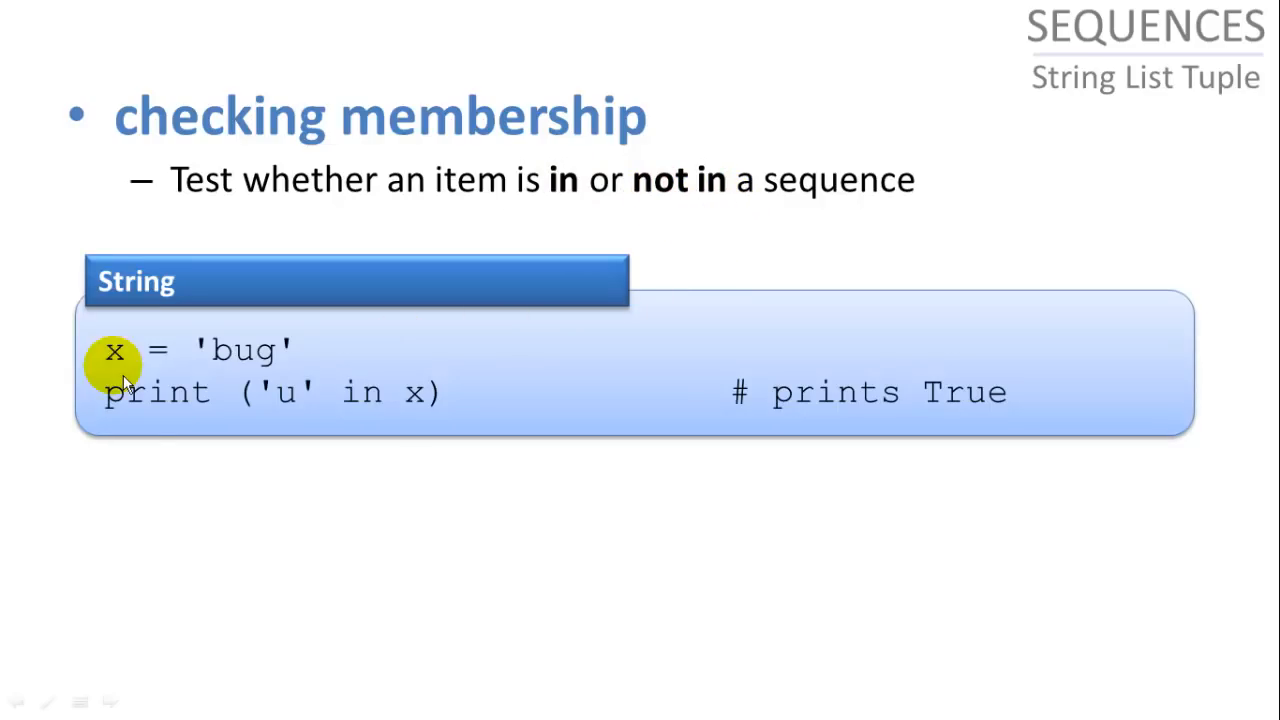 SEQUENCES
String List Tuple
• checking membership
– Test whether an item is in or not in a sequence
String
x = 'bug'
print ('u' in x) # prints True